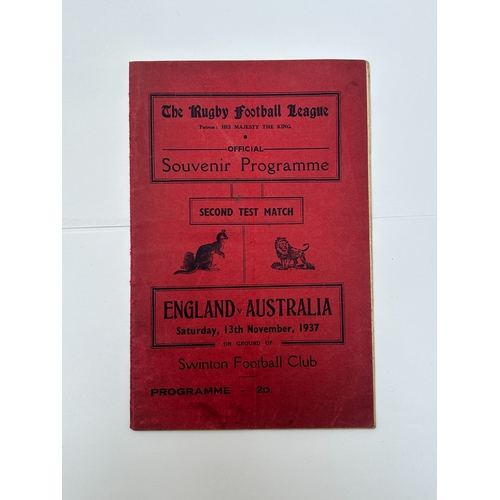 The Rugby Football League
Patron: HIS MAJESTY THE KING
OFFICIAL
Souvenir Programme
SECOND TEST MATCH
ENGLAND v. AUSTRALIA
Saturday, 13th November, 1937
ON GROUND OF
Swinton Football Club
PROGRAMME - 2D.